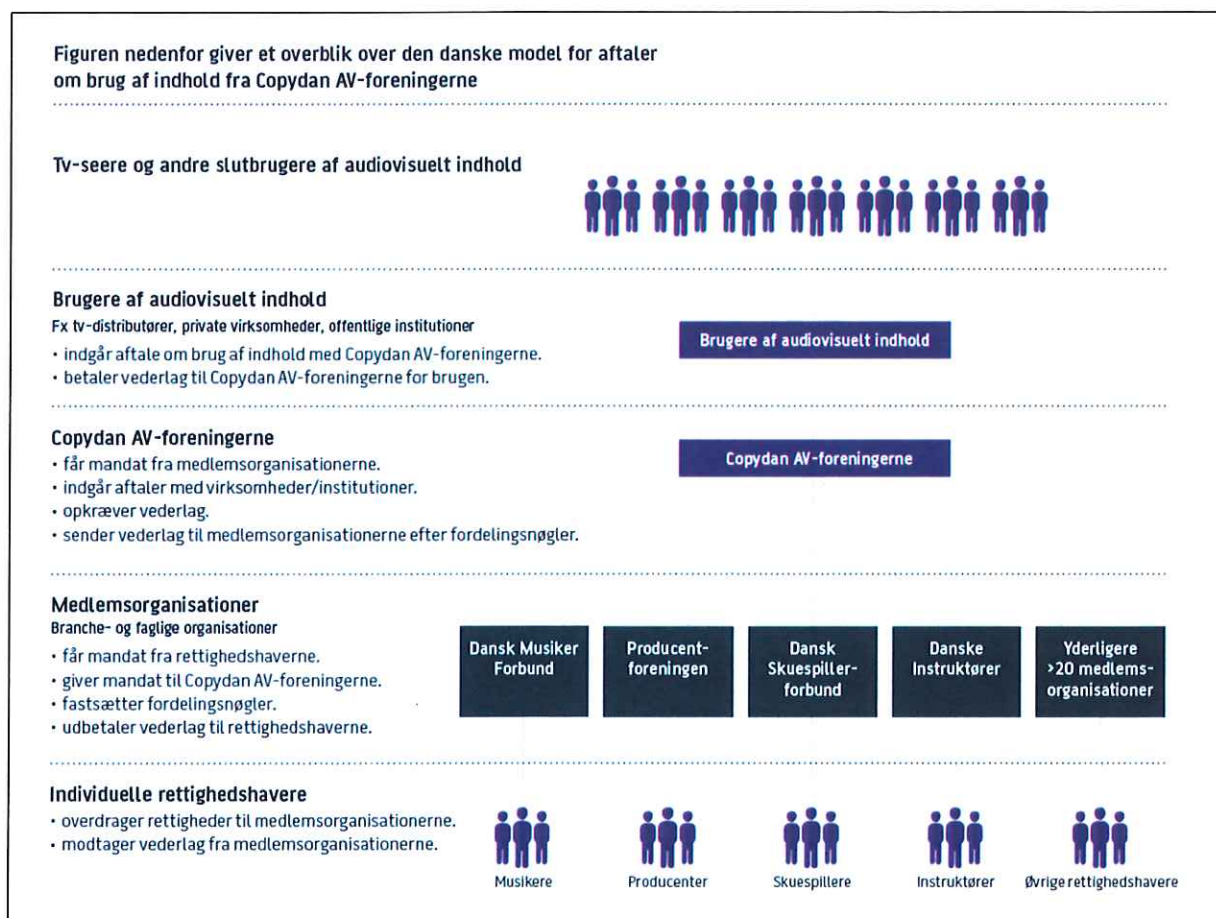 Figuren nedenfor giver et overblik over den danske model for aftaler
om brug af indhold fra Copydan AV-foreningerne
Tv-seere og andre slutbrugere af audiovisuelt indhold
Brugere af audiovisuelt indhold
Fx tv-distributører, private virksomheder, offentlige institutioner
· indgår aftale om brug af indhold med Copydan AV-foreningerne.
· betaler vederlag til Copydan AV-foreningerne for brugen.
Brugere af audiovisuelt indhold
Copydan AV-foreningerne
· får mandat fra medlemsorganisationerne.
· indgår aftaler med virksomheder/institutioner.
· opkræver vederlag.
· sender vederlag til medlemsorganisationerne efter fordelingsnøgler.
Copydan AV-foreningerne
Medlemsorganisationer
Branche- og faglige organisationer
· får mandat fra rettighedshaverne.
· giver mandat til Copydan AV-foreningerne.
· fastsætter fordelingsnøgler.
· udbetaler vederlag til rettighedshaverne.
Dansk Musiker
Forbund
Producent-
foreningen
Dansk
Skuespiller-
forbund
Danske
Instruktører
Yderligere
>20 medlems-
organisationer
Individuelle rettighedshavere
· overdrager rettigheder til medlemsorganisationerne.
· modtager vederlag fra medlemsorganisationerne.
Musikere
Producenter
Skuespillere
Instruktører
Øvrige rettighedshavere